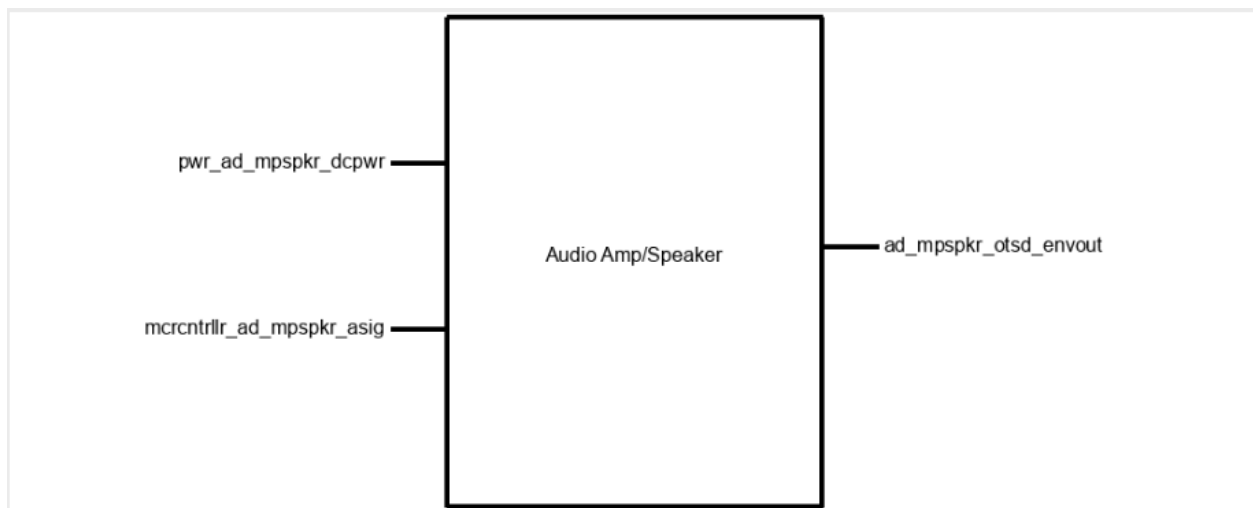 pwr_ad_mpspkr_dcpwr
Audio Amp/Speaker
ad_mpspkr_otsd_envout
mcrcntrllr_ad_mpspkr_asig